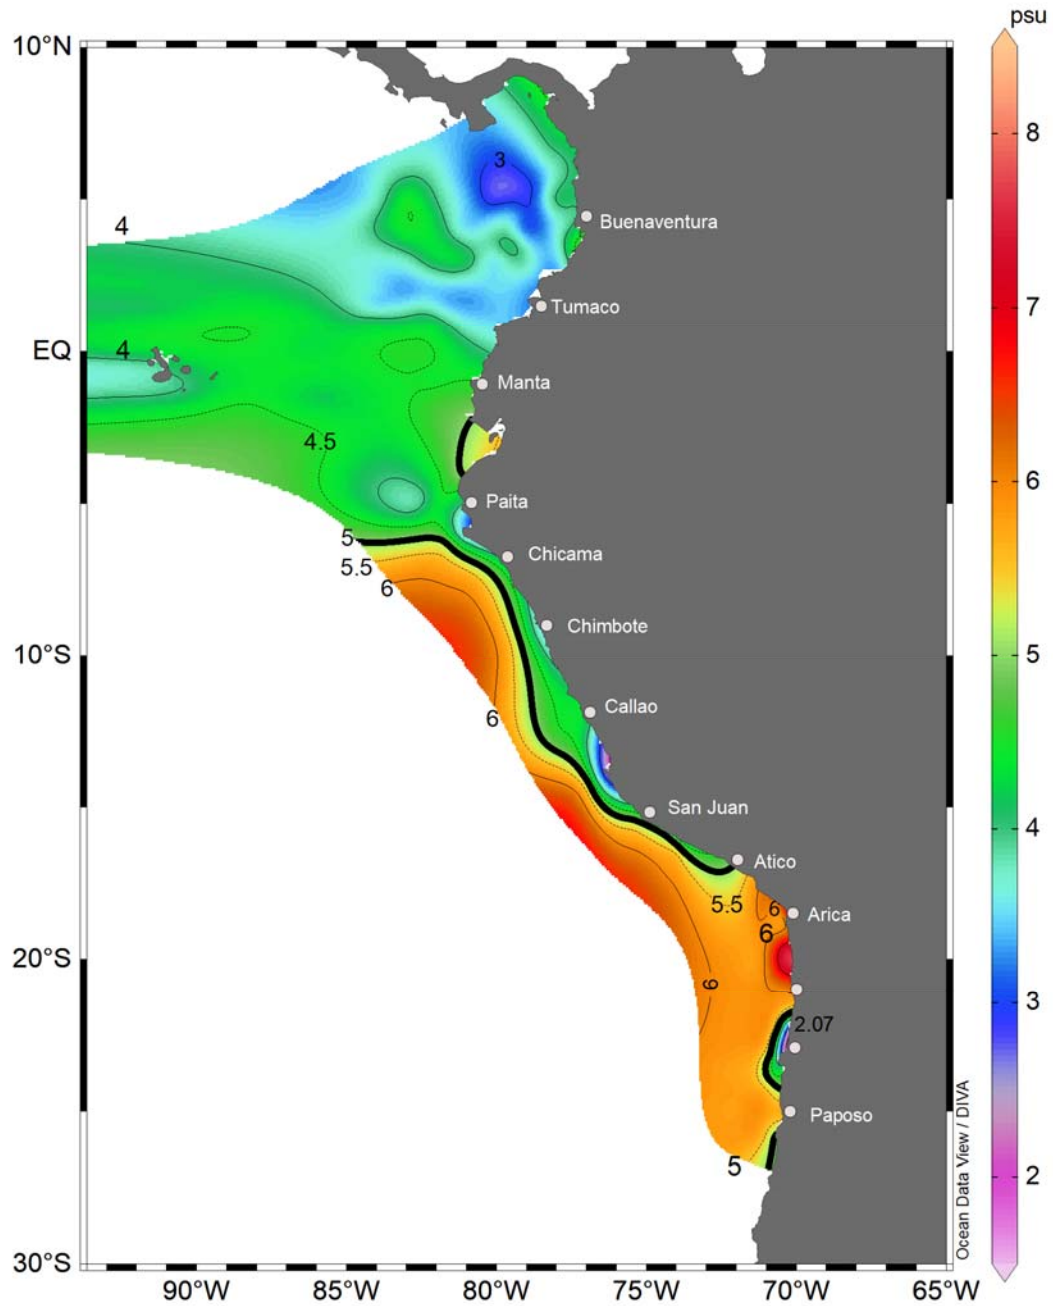 psu
10°N
8
3
Buenaventura
4
7
Tumaco
EQ
4
Manta
4.5
6
Paita
5
5.5
Chicama
6
Chimbote
5
10°S
Callao
6
San Juan
4
Atico
5.5
6
Arica
6
20°S
6
3
2.07
Paposo
5
2
Ocean Data View / DIVA
30°S
90°W
85°W
80°W
75°W
70°W
65°W